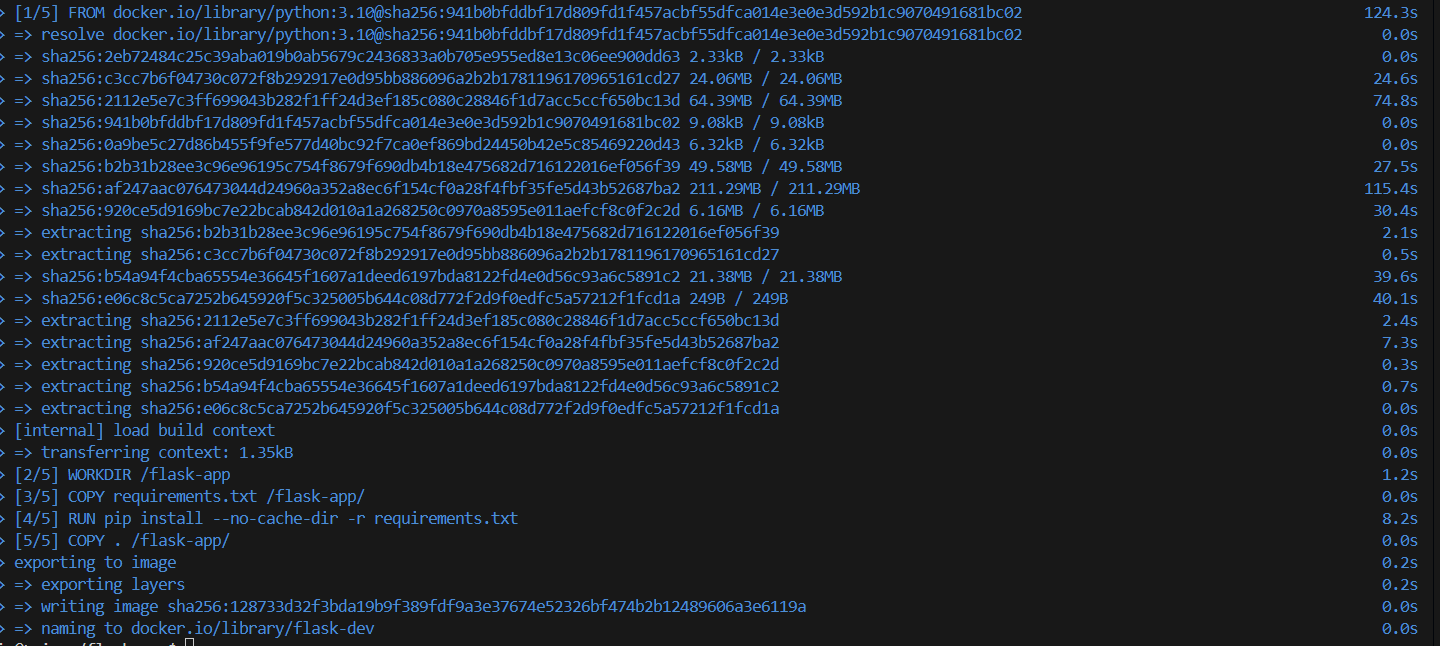 > [1/5] FROM docker.io/library/python:3.10@sha256:941b0bfddbf17d809fd1f457acbf55dfca014e3e0e3d592b1c9070491681bc02 124.3s
> => resolve docker.io/library/python:3.10@sha256:941b0bfddbf17d809fd1f457acbf55dfca014e3e0e3d592b1c9070491681bc02 0.0s
> => sha256:2eb72484c25c39aba019b0ab5679c2436833a0b705e955ed8e13c06ee900dd63 2.33kB / 2.33kB 0.0s
> => sha256:c3cc7b6f04730c072f8b292917e0d95bb886096a2b2b1781196170965161cd27 24.06MB / 24.06MB 24.6s
> => sha256:2112e5e7c3ff699043b282f1ff24d3ef185c080c28846f1d7acc5ccf650bc13d 64.39MB / 64.39MB 74.8s
> => sha256:941b0bfddbf17d809fd1f457acbf55dfca014e3e0e3d592b1c9070491681bc02 9.08kB / 9.08kB 0.0s
> => sha256:0a9be5c27d86b455f9fe577d40bc92f7ca0ef869bd24450b42e5c85469220d43 6.32kB / 6.32kB 0.0s
> => sha256:b2b31b28ee3c96e96195c754f8679f690db4b18e475682d716122016ef056f39 49.58MB / 49.58MB 27.5s
> => sha256:af247aac076473044d24960a352a8ec6f154cf0a28f4fbf35fe5d43b52687ba2 211.29MB / 211.29MB 115.4s
> => sha256:920ce5d9169bc7e22bcab842d010a1a268250c0970a8595e011aefcf8c0f2c2d 6.16MB / 6.16MB 30.4s
> => extracting sha256:b2b31b28ee3c96e96195c754f8679f690db4b18e475682d716122016ef056f39 2.1s
> => extracting sha256:c3cc7b6f04730c072f8b292917e0d95bb886096a2b2b1781196170965161cd27 0.5s
> => sha256:b54a94f4cba65554e36645f1607a1deed6197bda8122fd4e0d56c93a6c5891c2 21.38MB / 21.38MB 39.6s
> => sha256:e06c8c5ca7252b645920f5c325005b644c08d772f2d9f0edfc5a57212f1fcd1a 249B / 249B 40.1s
> => extracting sha256:2112e5e7c3ff699043b282f1ff24d3ef185c080c28846f1d7acc5ccf650bc13d 2.4s
> => extracting sha256:af247aac076473044d24960a352a8ec6f154cf0a28f4fbf35fe5d43b52687ba2 7.3s
> => extracting sha256:920ce5d9169bc7e22bcab842d010a1a268250c0970a8595e011aefcf8c0f2c2d 0.3s
> => extracting sha256:b54a94f4cba65554e36645f1607a1deed6197bda8122fd4e0d56c93a6c5891c2 0.7s
> => extracting sha256:e06c8c5ca7252b645920f5c325005b644c08d772f2d9f0edfc5a57212f1fcd1a 0.0s
> [internal] load build context 0.0s
> => transferring context: 1.35kB 0.0s
> [2/5] WORKDIR /flask-app 1.2s
> [3/5] COPY requirements.txt /flask-app/ 0.0s
> [4/5] RUN pip install --no-cache-dir -r requirements.txt 8.2s
> [5/5] COPY . /flask-app/ 0.0s
> exporting to image 0.2s
> => exporting layers 0.2s
> => writing image sha256:128733d32f3bda19b9f389fdf9a3e37674e52326bf474b2b12489606a3e6119a 0.0s
> => naming to docker.io/library/flask-dev 0.0s